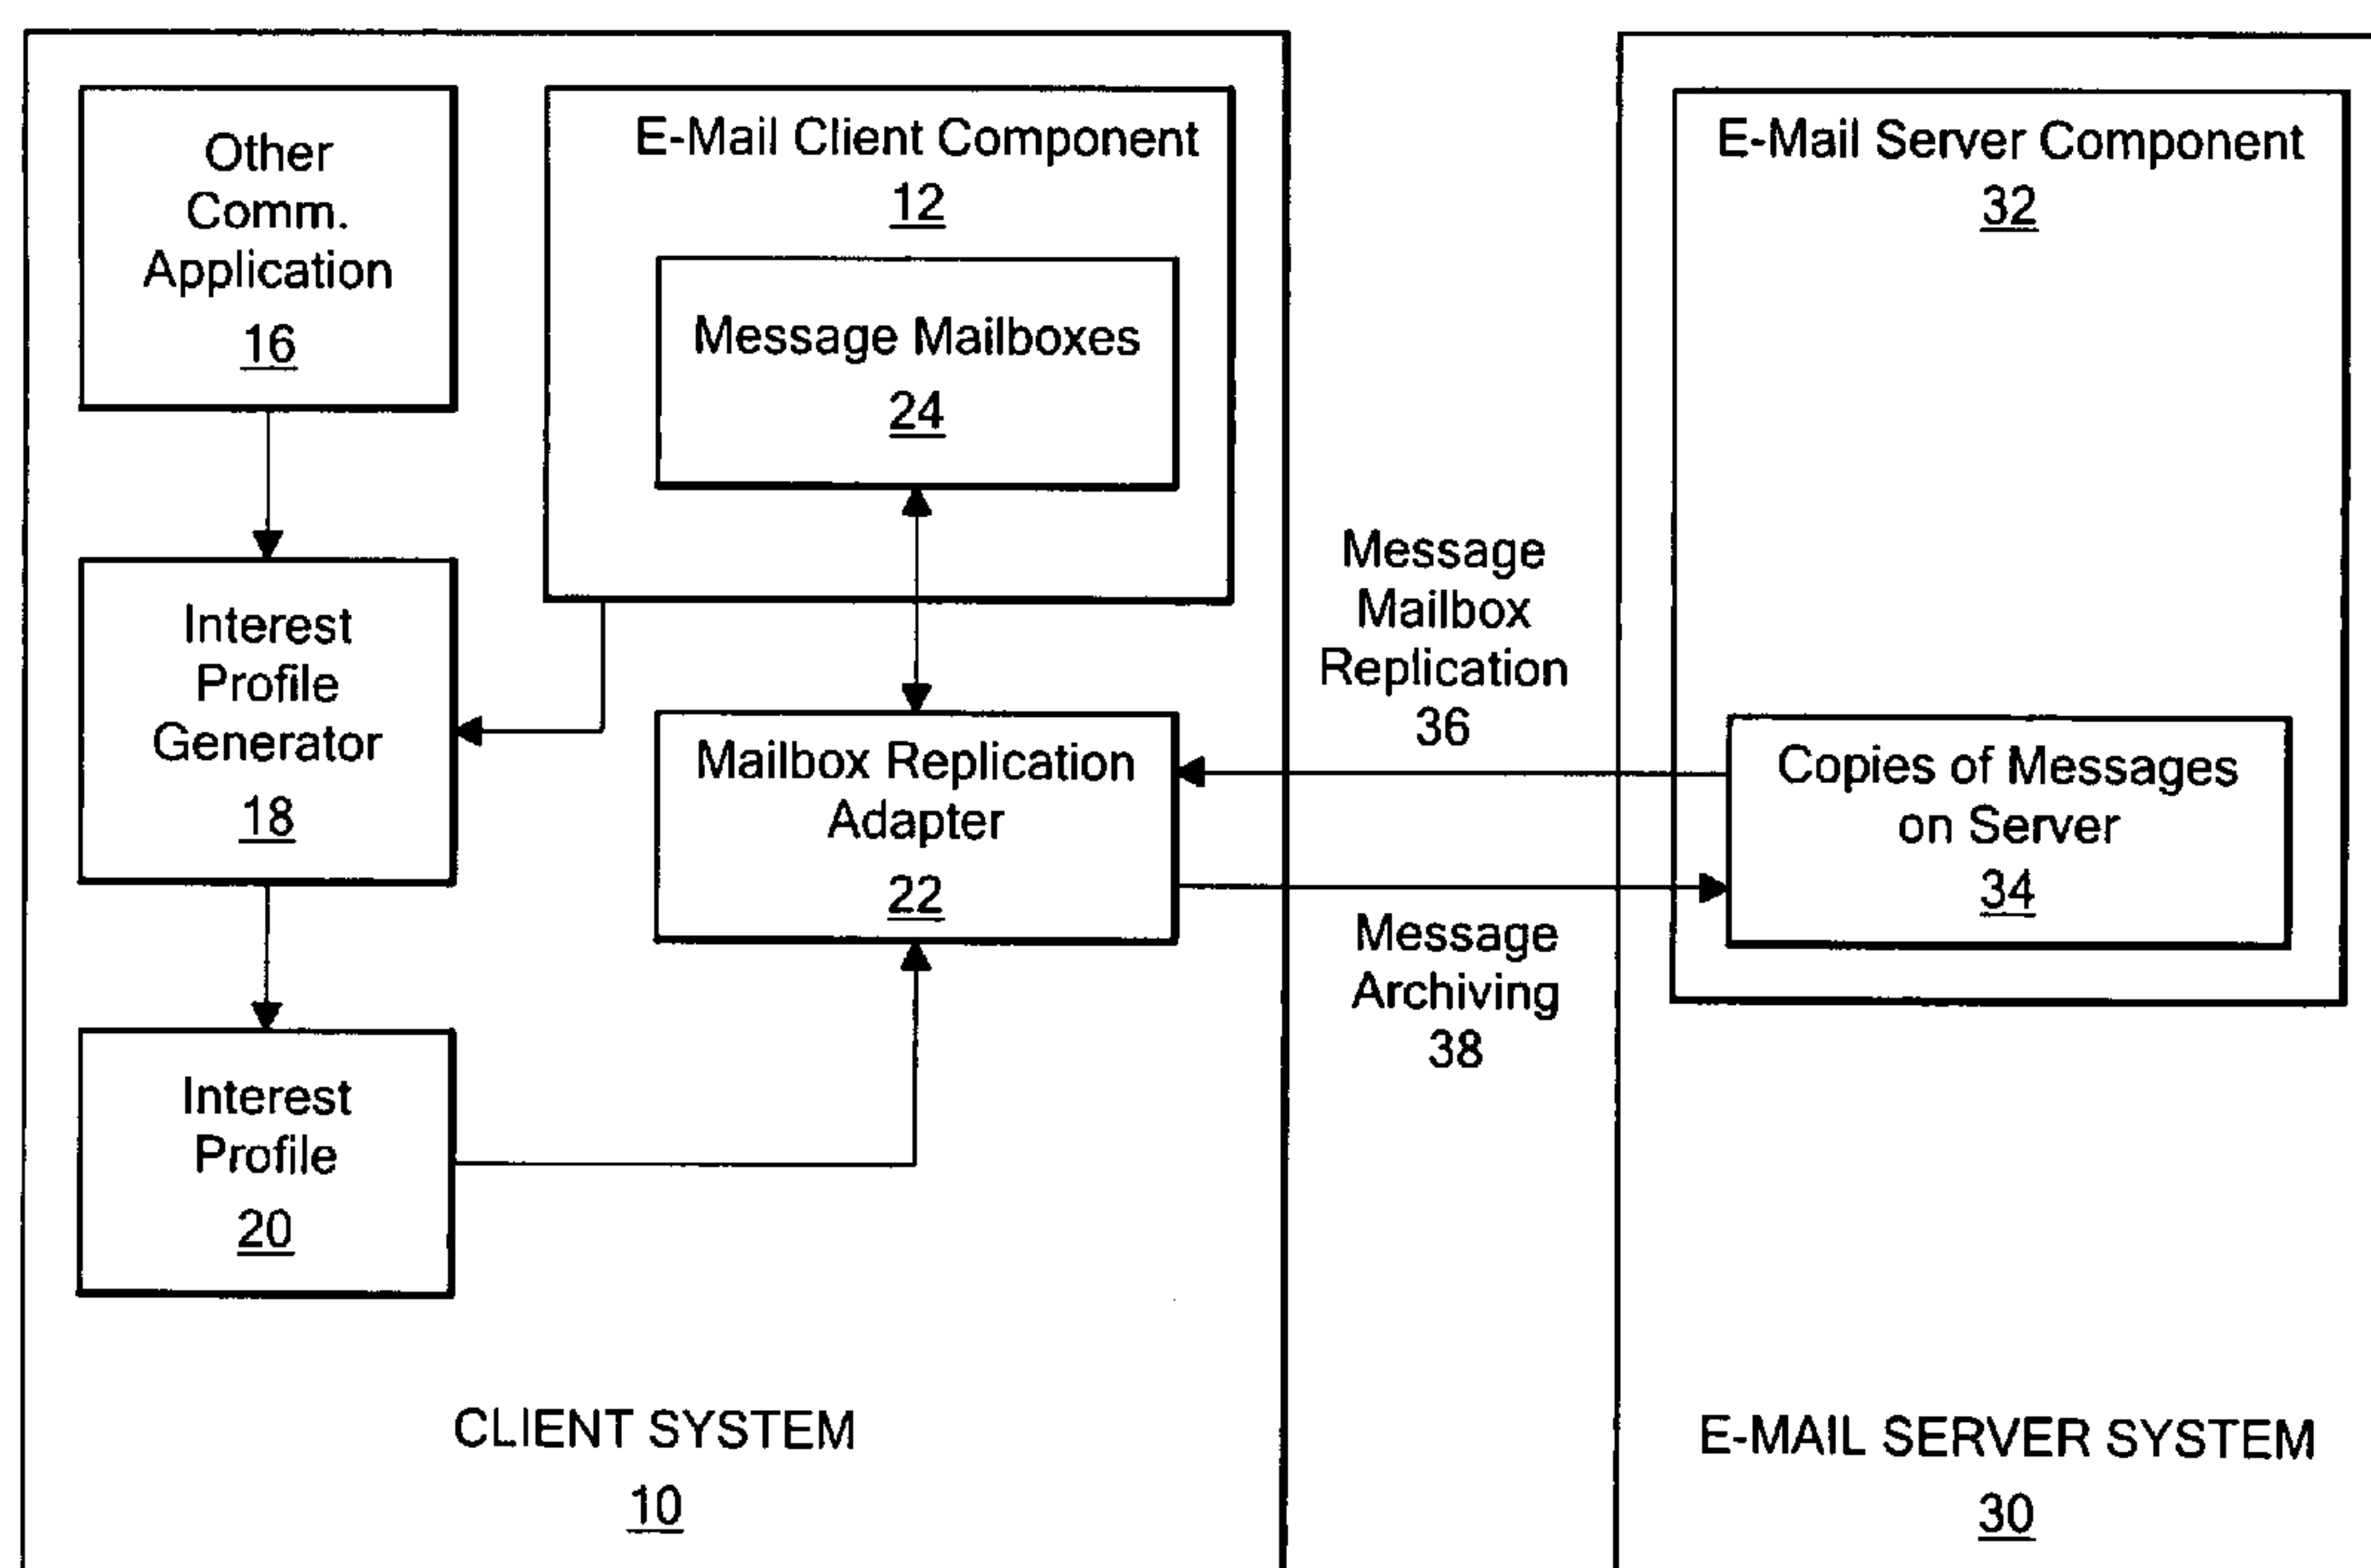 Other
Comm.
Application
16
E-Mail Client Component
12
Message Mailboxes
24
E-Mail Server Component
32
Interest
Profile
Generator
18
Message
Mailbox
Replication
36
Mailbox Replication
Adapter
22
Copies of Messages
on Server
34
Message
Archiving
38
Interest
Profile
20
CLIENT SYSTEM
10
E-MAIL SERVER SYSTEM
30